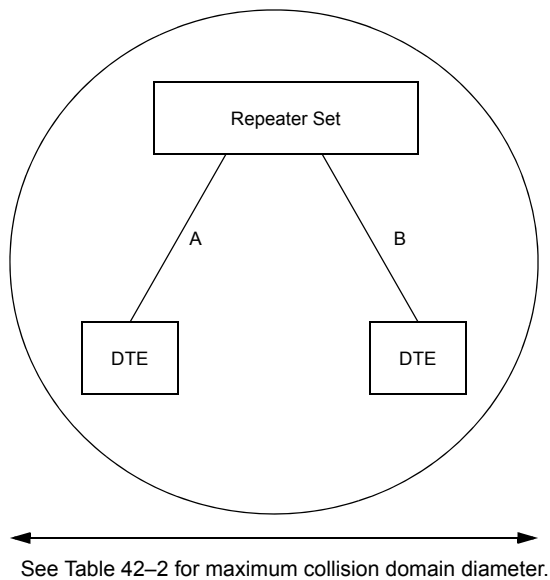 Repeater Set
A
B
DTE
DTE
See Table 42–2 for maximum collision domain diameter.